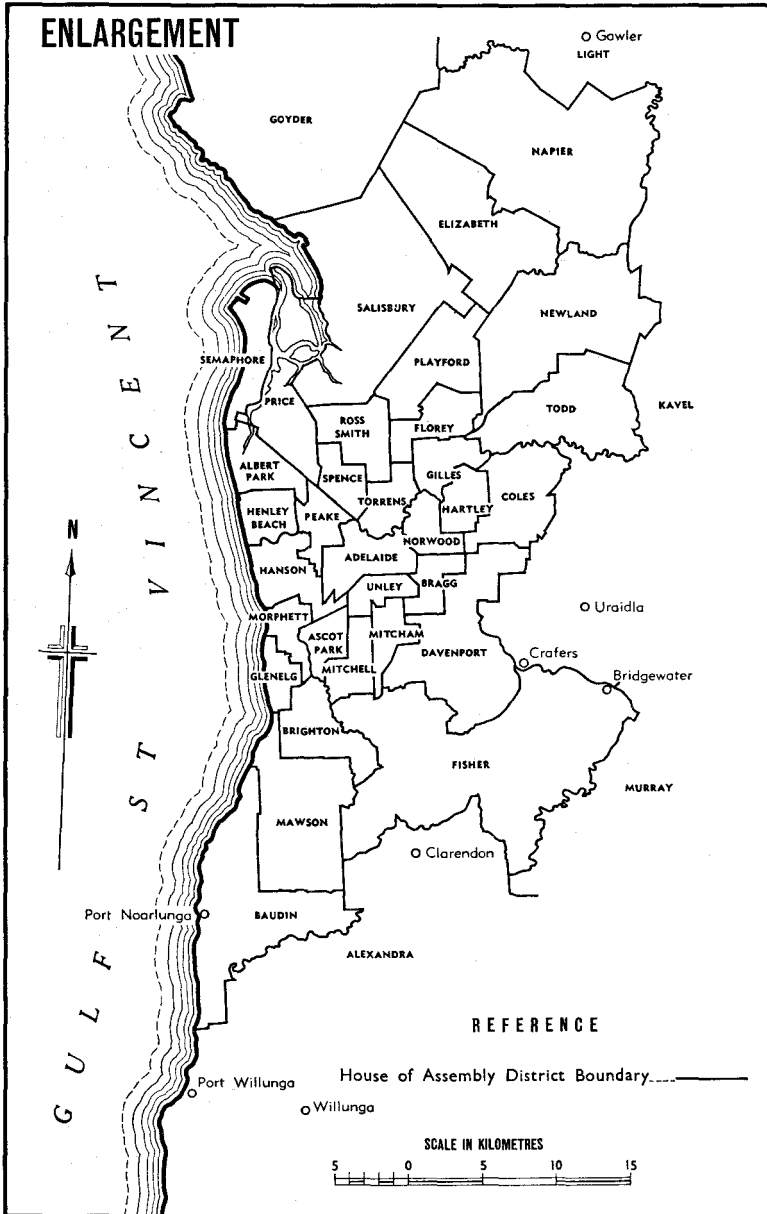 ENLARGEMENT
Gawler
LIGHT
GOYDER
NAPIER
ELIZABETH
SALISBURY
NEWLAND
SEMAPHORE
PLAYFORD
PRICE
TODD
KAVEL
ROSS
SMITH
FLOREY
ALBERT
PARK
SPENCE
GILLES
HENLEY
BEACH
PEAKE
TORRENS
HARTLEY
COLES
N
NORWOOD
ADELAIDE
HANSON
UNLEY
BRAGG
MORPHETT
Uraidla
ASCOT
PARK
MITCHAM
DAVENPORT
Crafers
GLENELG
MITCHELL
Bridgewater
BRIGHTON
FISHER
MURRAY
MAWSON
Clarendon
Port Noarlunga
BAUDIN
ALEXANDRA
GULF ST VINCENT
REFERENCE
House of Assembly District Boundary
Port Willunga
Willunga
SCALE IN KILOMETRES
5 0 5 10 15